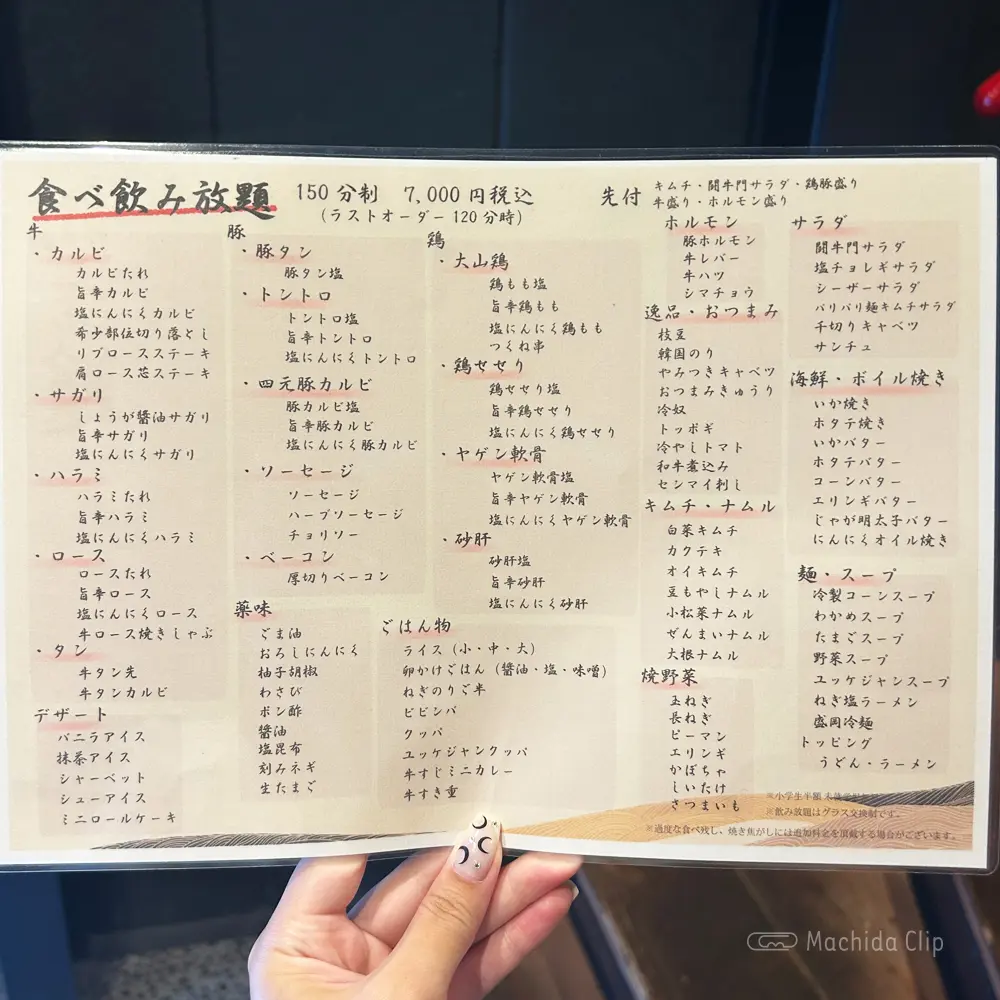 食べ飲み放題 150分制 7,000円税込
(ラストオーダー120分時)
先付 キムチ・闘牛門サラダ・鶏豚盛り
牛盛り・ホルモン盛り
牛
・カルビ
カルビたれ
旨辛カルビ
塩にんにくカルビ
希少部位切り落とし
リブロースステーキ
肩ロース芯ステーキ
・サガリ
しょうが醤油サガリ
旨辛サガリ
塩にんにくサガリ
・ハラミ
ハラミたれ
旨辛ハラミ
塩にんにくハラミ
・ロース
ロースたれ
旨辛ロース
塩にんにくロース
牛ロース焼きしゃぶ
・タン
牛タン先
牛タンカルビ
デザート
バニラアイス
抹茶アイス
シャーベット
シューアイス
ミニロールケーキ
豚
・豚タン
豚タン塩
・トントロ
トントロ塩
旨辛トントロ
塩にんにくトントロ
・四元豚カルビ
豚カルビ塩
旨辛豚カルビ
塩にんにく豚カルビ
・ソーセージ
ソーセージ
ハーブソーセージ
チョリソー
・ベーコン
厚切りベーコン
薬味
ごま油
おろしにんにく
柚子胡椒
わさび
ポン酢
醤油
塩昆布
刻みネギ
生たまご
鶏
・大山鶏
鶏もも塩
旨辛鶏もも
塩にんにく鶏もも
つくね串
・鶏せせり
鶏せせり塩
旨辛鶏せせり
塩にんにく鶏せせり
・ヤゲン軟骨
ヤゲン軟骨塩
旨辛ヤゲン軟骨
塩にんにくヤゲン軟骨
・砂肝
砂肝塩
旨辛砂肝
塩にんにく砂肝
ごはん物
ライス(小・中・大)
卵かけごはん(醤油・塩・味噌)
ねぎのりご半
ビビンバ
クッパ
ユッケジャンクッパ
牛すじミニカレー
牛すき重
ホルモン
豚ホルモン
牛レバー
牛ハツ
シマチョウ
逸品・おつまみ
枝豆
韓国のり
やみつきキャベツ
おつまみきゅうり
冷奴
トッポギ
冷やしトマト
和牛煮込み
センマイ刺し
キムチ・ナムル
白菜キムチ
カクテキ
オイキムチ
豆もやしナムル
小松菜ナムル
ぜんまいナムル
大根ナムル
焼野菜
玉ねぎ
長ねぎ
ピーマン
エリンギ
かぼちゃ
しいたけ
さつまいも
サラダ
闘牛門サラダ
塩チョレギサラダ
シーザーサラダ
パリパリ麺キムチサラダ
千切りキャベツ
サンチュ
海鮮・ボイル焼き
いか焼き
ホタテ焼き
いかバター
ホタテバター
コーンバター
エリンギバター
じゃが明太子バター
にんにくオイル焼き
麺・スープ
冷製コーンスープ
わかめスープ
たまごスープ
野菜スープ
ユッケジャンスープ
ねぎ塩ラーメン
盛岡冷麺
トッピング
うどん・ラーメン
※小学生半額
※飲み放題はグラス交換制です。
※過度な食べ残し、焼き焦がしには追加料金を頂戴する場合がございます。
Machida Clip